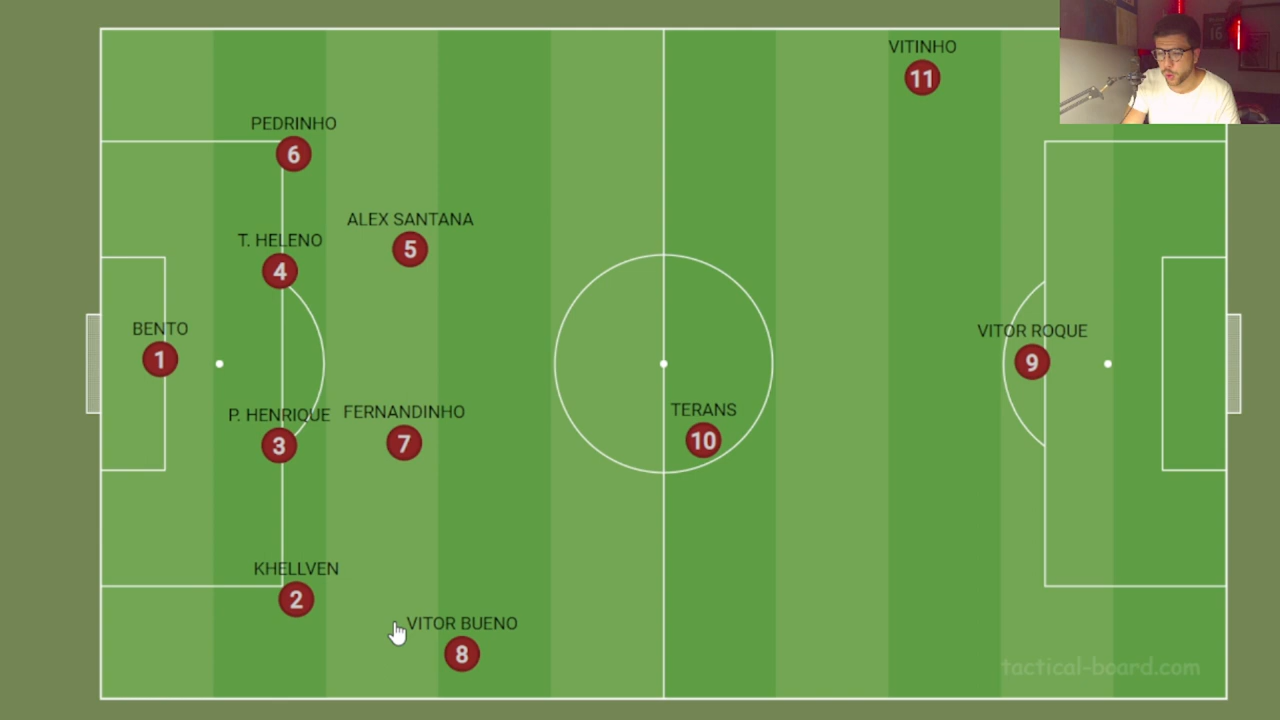 VITINHO
11
16
PEDRINHO
6
ALEX SANTANA
5
T. HELENO
4
BENTO
1
VITOR ROQUE
9
P. HENRIQUE
3
FERNANDINHO
7
TERANS
10
KHELLVEN
2
VITOR BUENO
8
tactical-board.com